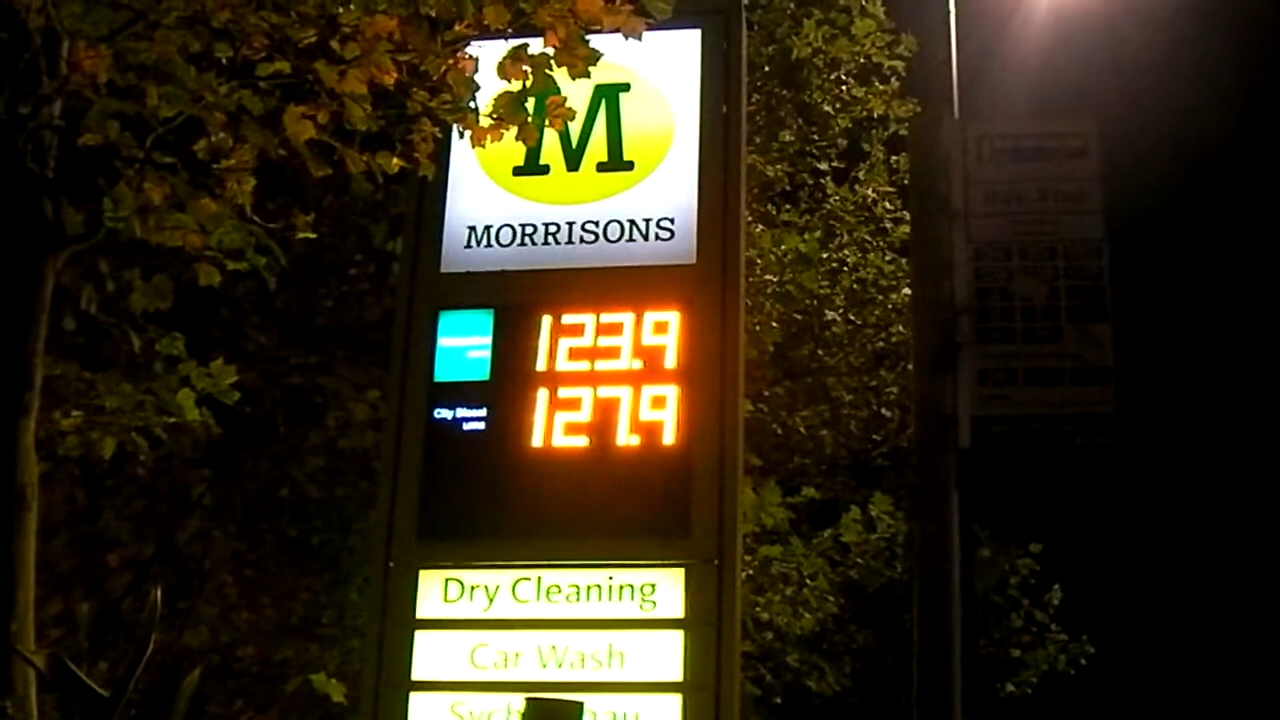 M
MORRISONS
123.9
127.9
City Diesel
Dry Cleaning
Car Wash